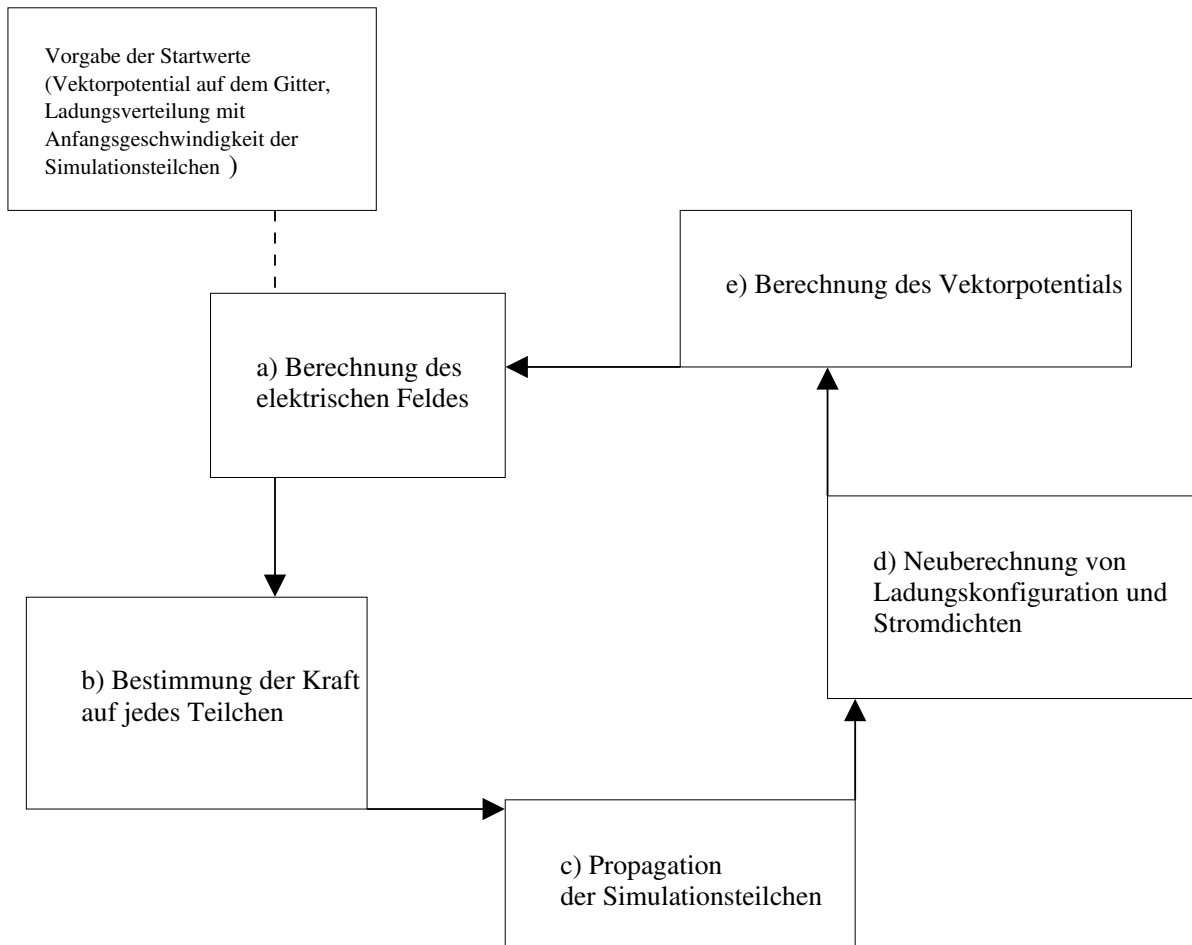 Vorgabe der Startwerte
(Vektorpotential auf dem Gitter,
Ladungsverteilung mit
Anfangsgeschwindigkeit der
Simulationsteilchen )
e) Berechnung des Vektorpotentials
a) Berechnung des
elektrischen Feldes
d) Neuberechnung von
Ladungskonfiguration und
Stromdichten
b) Bestimmung der Kraft
auf jedes Teilchen
c) Propagation
der Simulationsteilchen